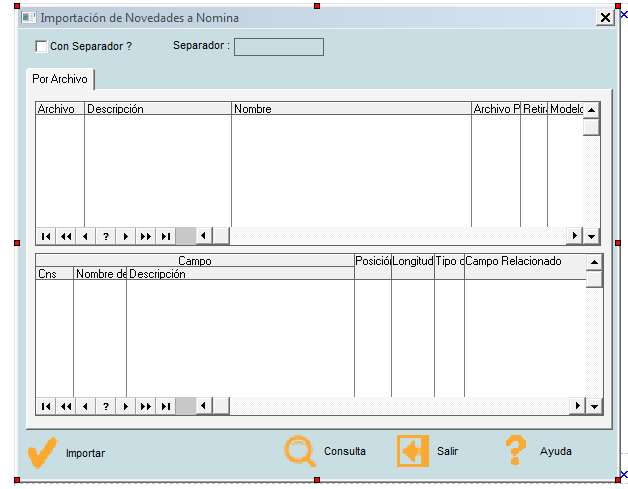 Importación de Novedades a Nomina
Con Separador ? Separador :
Por Archivo
Archivo Descripción Nombre Archivo P Retir Modelo
?
Campo Posición Longitud Tipo d Campo Relacionado
Cns Nombre de Descripción
?
Importar Consulta Salir ? Ayuda